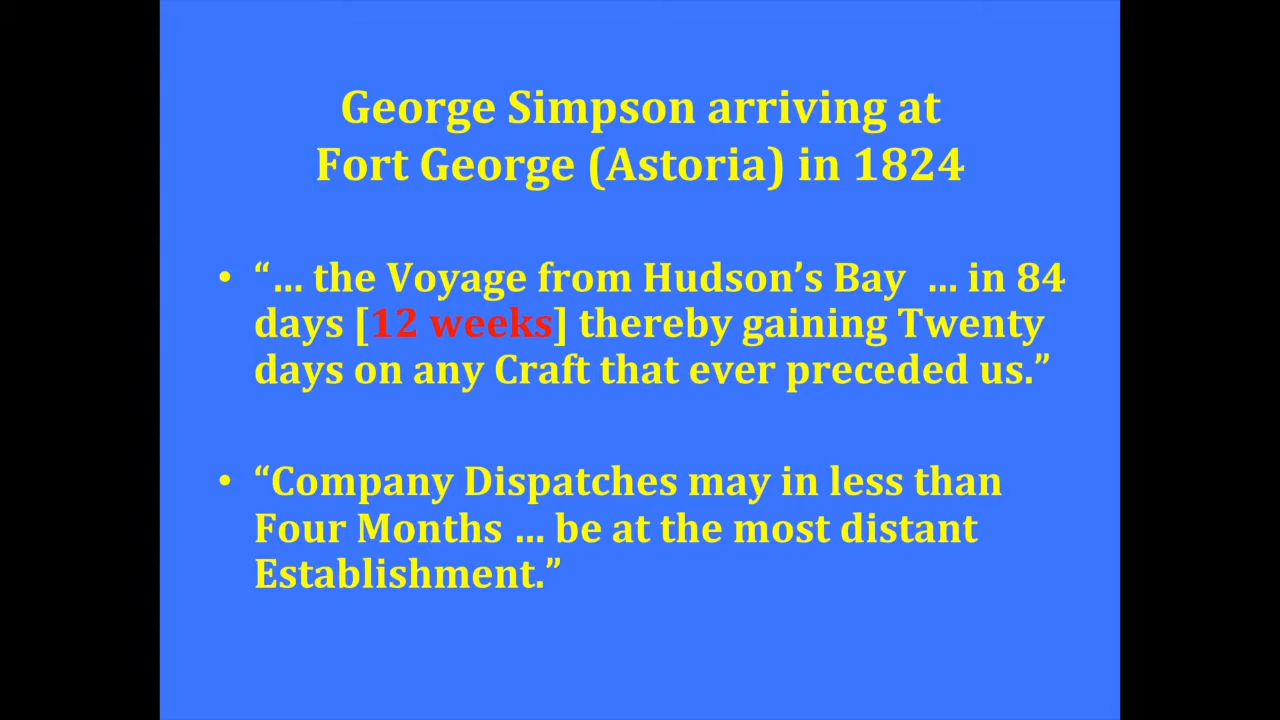 George Simpson arriving at
Fort George (Astoria) in 1824
• “… the Voyage from Hudson’s Bay … in 84
days [12 weeks] thereby gaining Twenty
days on any Craft that ever preceded us.”
• “Company Dispatches may in less than
Four Months … be at the most distant
Establishment.”